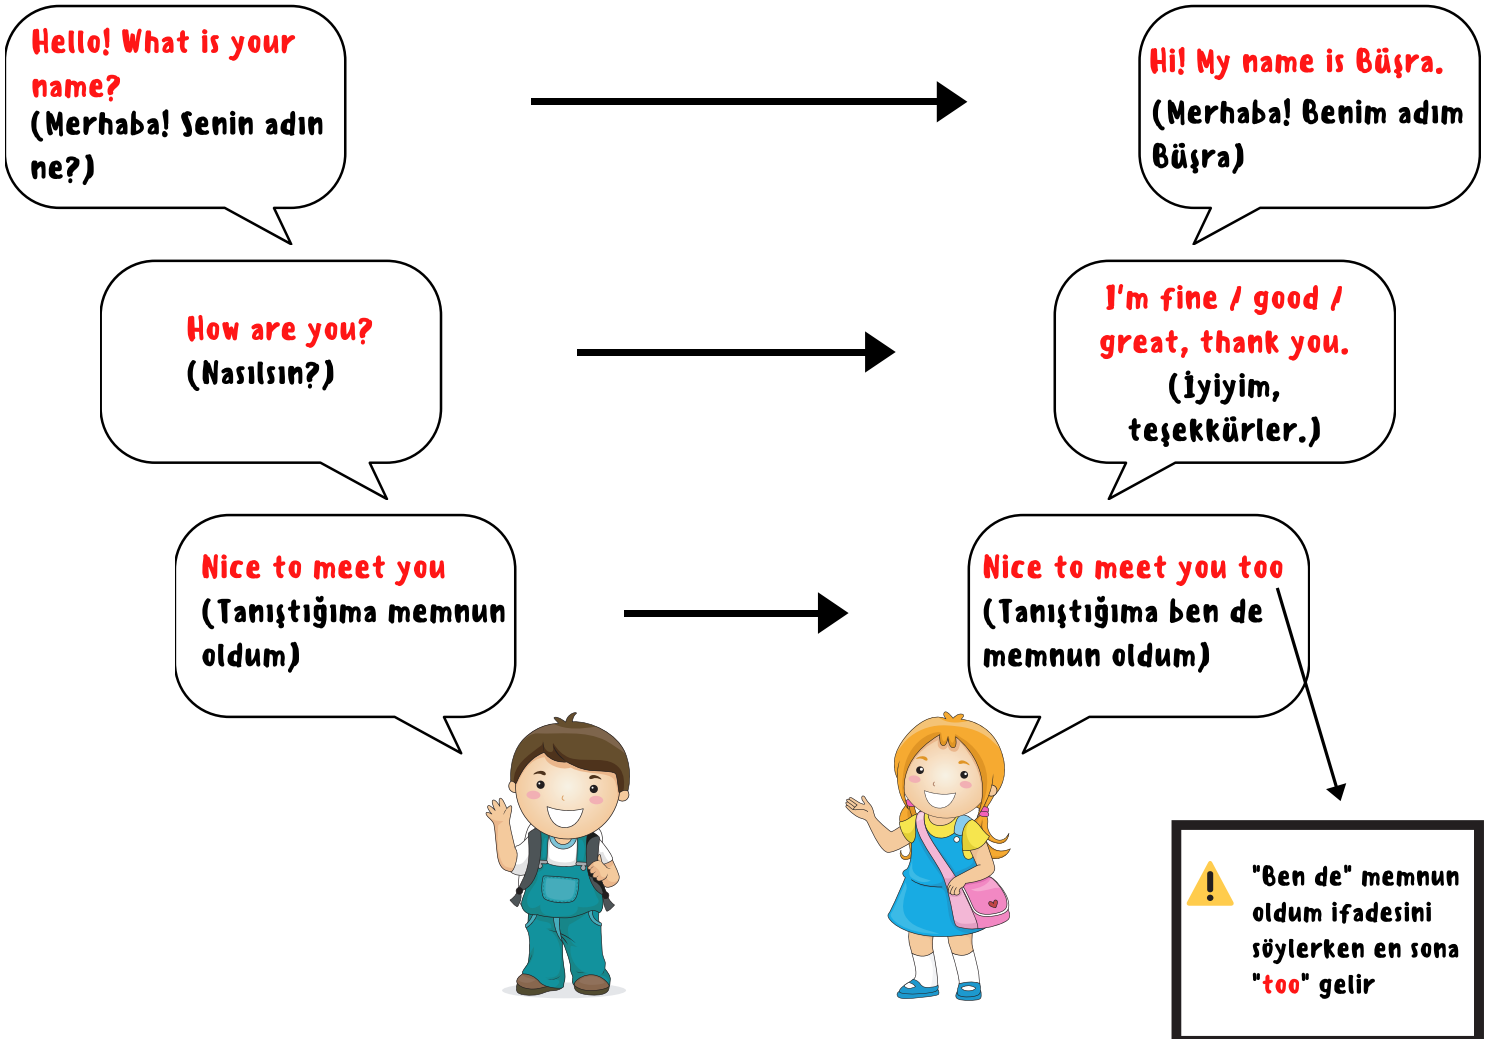 Hello! What is your
name?
(Merhaba! Senin adın
ne?)
Hi! My name is Büşra.
(Merhaba! Benim adım
Büşra)
How are you?
(Nasılsın?)
I'm fine / good /
great, thank you.
(İyiyim,
teşekkürler.)
Nice to meet you
(Tanıştığıma memnun
oldum)
Nice to meet you too
(Tanıştığıma ben de
memnun oldum)
"Ben de" memnun
oldum ifadesini
söylerken en sona
"too" gelir